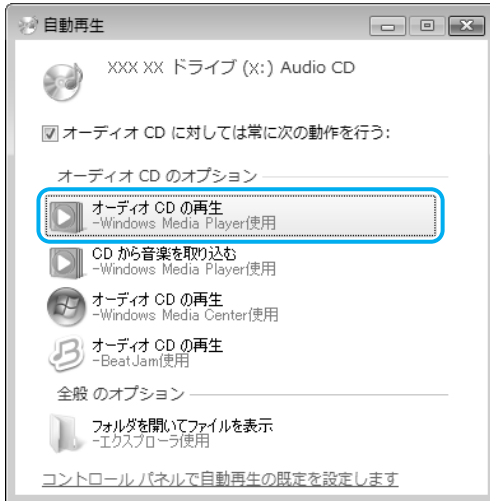 自動再生
XXX XX ドライブ (X:) Audio CD
オーディオ CD に対しては常に次の動作を行う:
オーディオ CD のオプション
オーディオ CD の再生
-Windows Media Player使用
CD から音楽を取り込む
-Windows Media Player使用
オーディオ CD の再生
-Windows Media Center使用
オーディオ CD の再生
-BeatJam使用
全般 のオプション
フォルダを開いてファイルを表示
-エクスプローラ使用
コントロール パネルで自動再生の既定を設定します